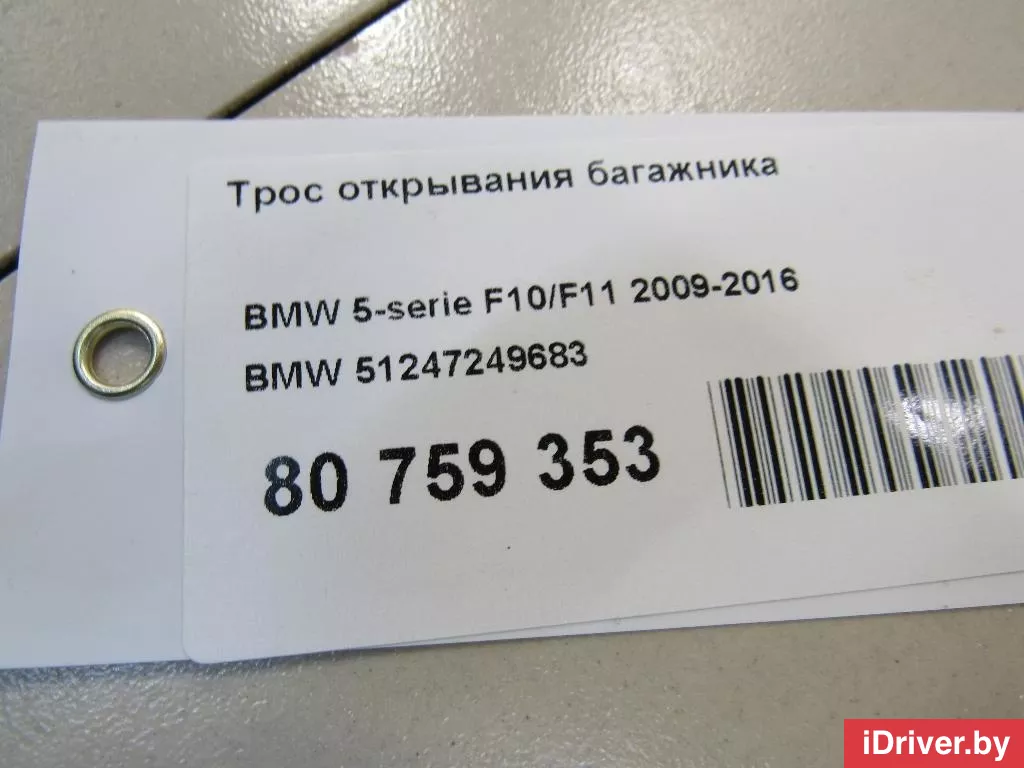 Трос открывания багажника
BMW 5-serie F10/F11 2009-2016
BMW 51247249683
80 759 353
iDriver.by